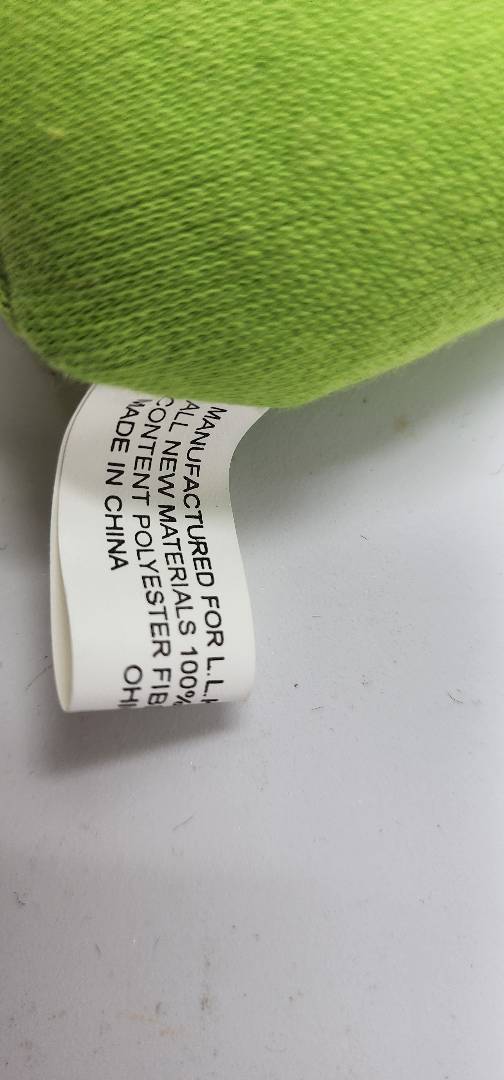 MANUFACTURED FOR L.L.
ALL NEW MATERIALS 100%
CONTENT POLYESTER FIB
MADE IN CHINA OH